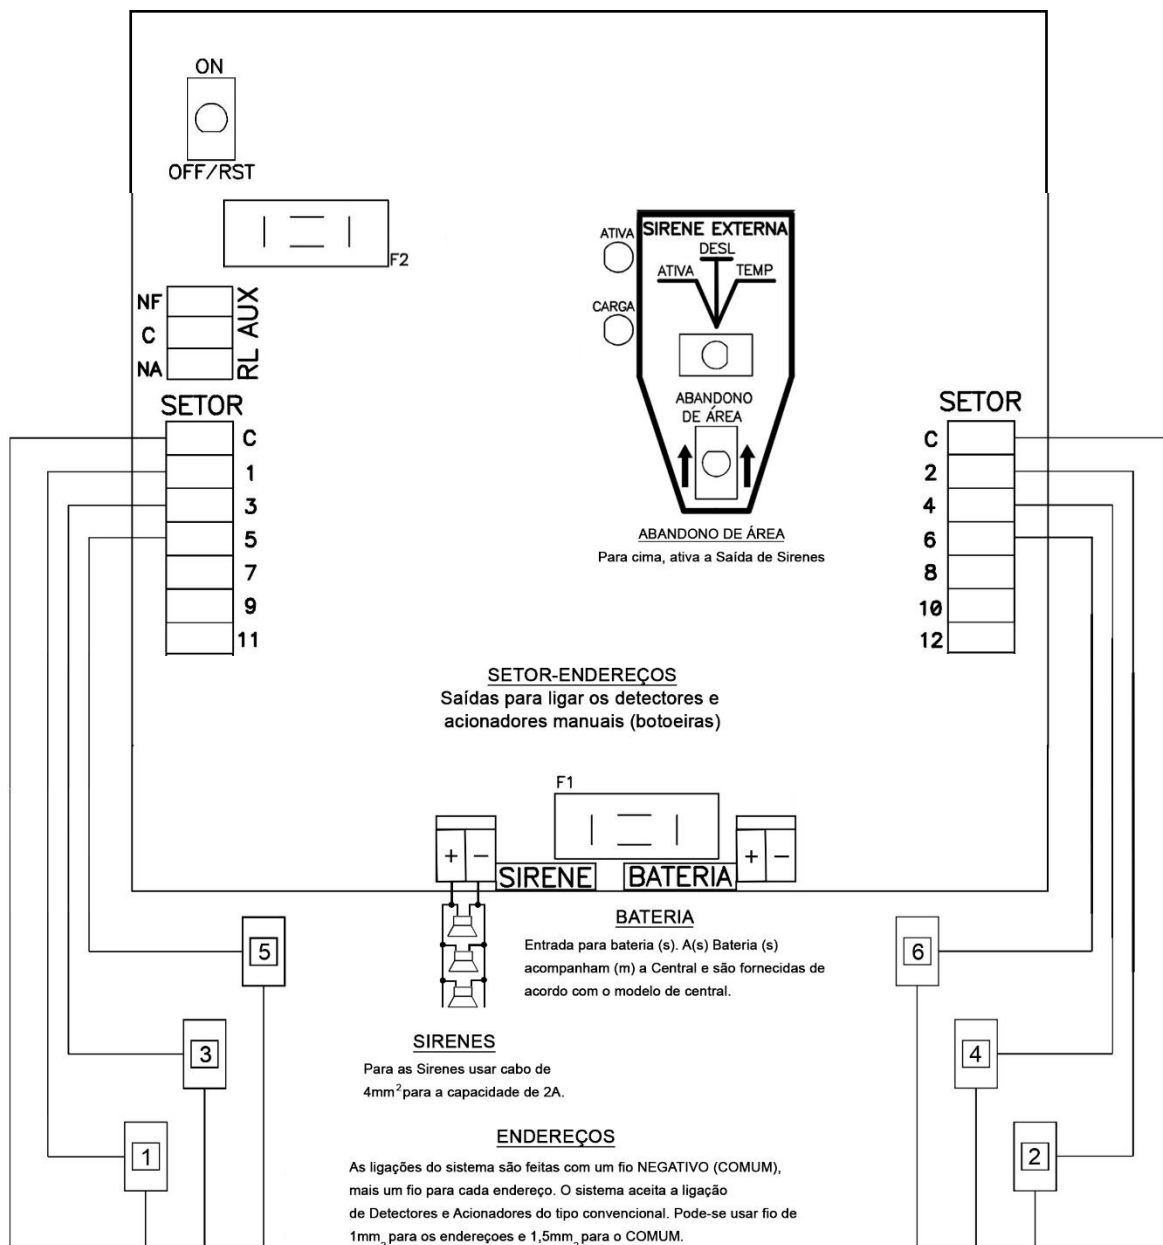 ON
OFF/RST
F2
NF
C
NA
RL AUX
SETOR
C
1
3
5
7
9
11
ATIVA
CARGA
SIRENE EXTERNA
DESL
ATIVA
TEMP
ABANDONO
DE ÁREA
ABANDONO DE ÁREA
Para cima, ativa a Saída de Sirenes
SETOR
C
2
4
6
8
10
12
SETOR-ENDEREÇOS
Saídas para ligar os detectores e
acionadores manuais (botoeiras)
F1
+ −
SIRENE
BATERIA
+ −
5
3
1
6
4
2
BATERIA
Entrada para bateria (s). A(s) Bateria (s)
acompanham (m) a Central e são fornecidas de
acordo com o modelo de central.
SIRENES
Para as Sirenes usar cabo de
4mm² para a capacidade de 2A.
ENDEREÇOS
As ligações do sistema são feitas com um fio NEGATIVO (COMUM),
mais um fio para cada endereço. O sistema aceita a ligação
de Detectores e Acionadores do tipo convencional. Pode-se usar fio de
1mm₂ para os endereçoes e 1,5mm₂ para o COMUM.